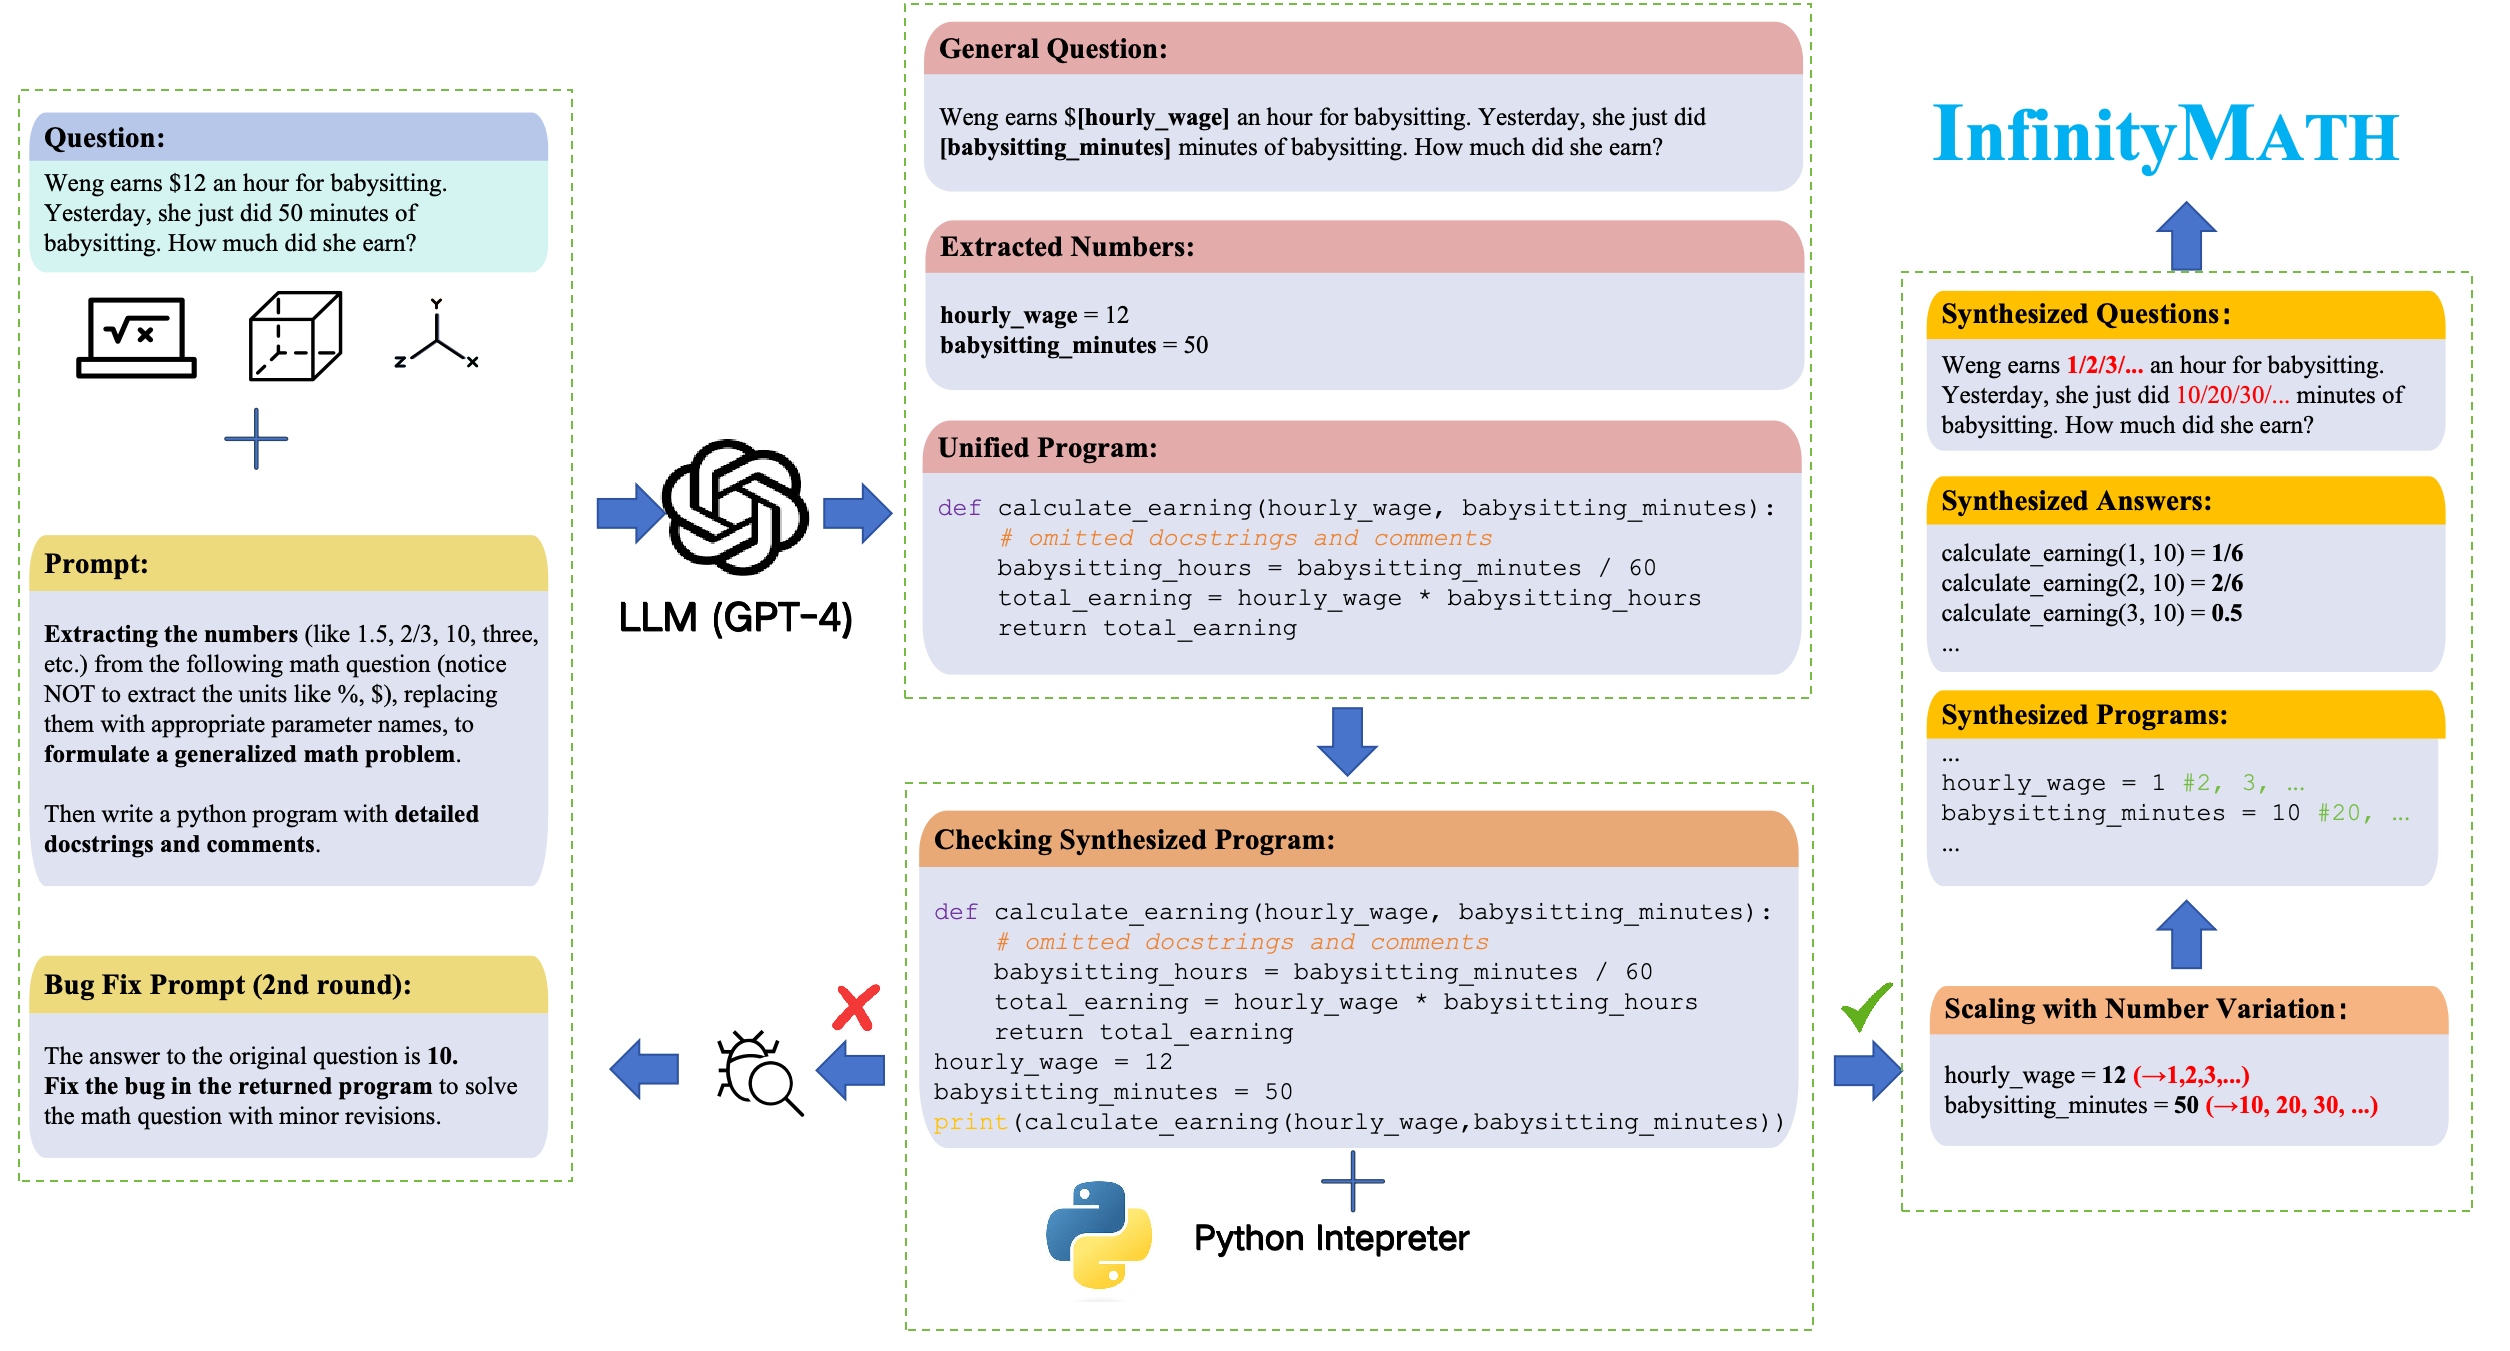 Question:
Weng earns $12 an hour for babysitting.
Yesterday, she just did 50 minutes of
babysitting. How much did she earn?
√x
Y
Z
X
Prompt:
Extracting the numbers (like 1.5, 2/3, 10, three,
etc.) from the following math question (notice
NOT to extract the units like %, $), replacing
them with appropriate parameter names, to
formulate a generalized math problem.
Then write a python program with detailed
docstrings and comments.
Bug Fix Prompt (2nd round):
The answer to the original question is 10.
Fix the bug in the returned program to solve
the math question with minor revisions.
LLM (GPT-4)
General Question:
Weng earns $[hourly_wage] an hour for babysitting. Yesterday, she just did
[babysitting_minutes] minutes of babysitting. How much did she earn?
Extracted Numbers:
hourly_wage = 12
babysitting_minutes = 50
Unified Program:
def calculate_earning(hourly_wage, babysitting_minutes):
# omitted docstrings and comments
babysitting_hours = babysitting_minutes / 60
total_earning = hourly_wage * babysitting_hours
return total_earning
Checking Synthesized Program:
def calculate_earning(hourly_wage, babysitting_minutes):
# omitted docstrings and comments
babysitting_hours = babysitting_minutes / 60
total_earning = hourly_wage * babysitting_hours
return total_earning
hourly_wage = 12
babysitting_minutes = 50
print(calculate_earning(hourly_wage,babysitting_minutes))
Python Intepreter
InfinityMATH
Synthesized Questions:
Weng earns 1/2/3/... an hour for babysitting.
Yesterday, she just did 10/20/30/... minutes of
babysitting. How much did she earn?
Synthesized Answers:
calculate_earning(1, 10) = 1/6
calculate_earning(2, 10) = 2/6
calculate_earning(3, 10) = 0.5
...
Synthesized Programs:
...
hourly_wage = 1 #2, 3, …
babysitting_minutes = 10 #20, …
...
Scaling with Number Variation:
hourly_wage = 12 (→1,2,3,...)
babysitting_minutes = 50 (→10, 20, 30, ...)